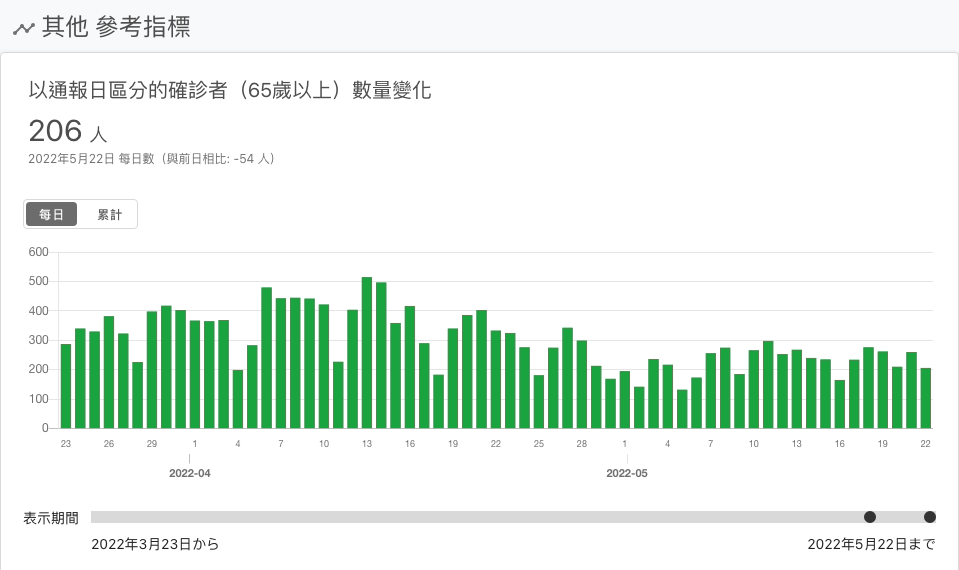 其他 參考指標
以通報日區分的確診者（65歲以上）數量變化
206 人
2022年5月22日 每日數（與前日相比: -54 人）
每日 累計
600
500
400
300
200
100
0
23 26 29 1 4 7 10 13 16 19 22 25 28 1 4 7 10 13 16 19 22
2022-04 2022-05
表示期間
2022年3月23日から 2022年5月22日まで